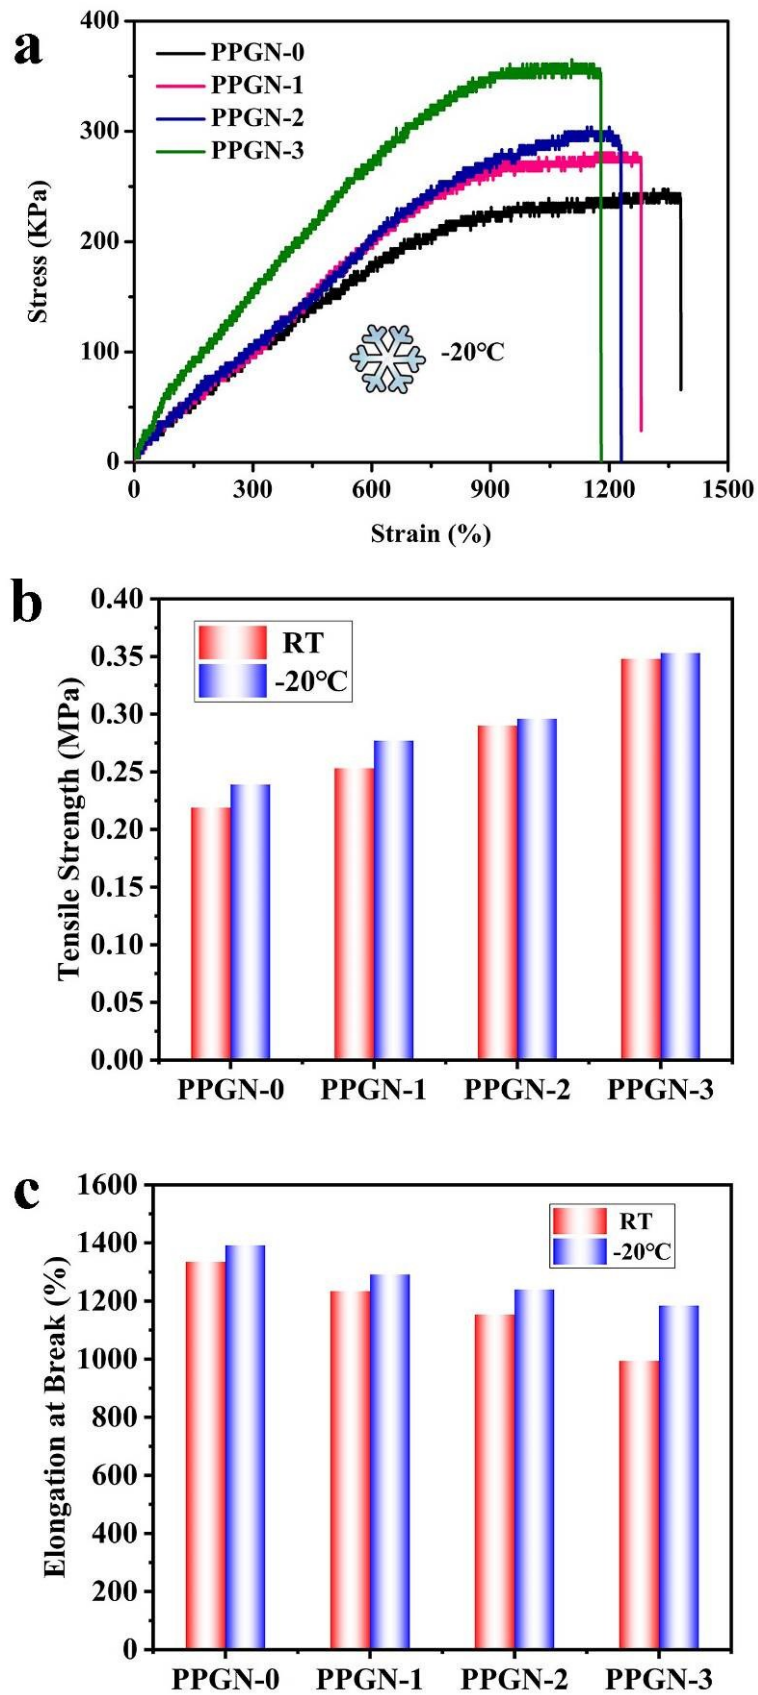 a
400
300
200
100
0
Stress (KPa)
PPGN-0
PPGN-1
PPGN-2
PPGN-3
-20°C
0 300 600 900 1200 1500
Strain (%)
b
0.40
0.35
0.30
0.25
0.20
0.15
0.10
0.05
0.00
Tensile Strength (MPa)
RT
-20°C
PPGN-0 PPGN-1 PPGN-2 PPGN-3
c
1600
1400
1200
1000
800
600
400
200
0
Elongation at Break (%)
RT
-20°C
PPGN-0 PPGN-1 PPGN-2 PPGN-3